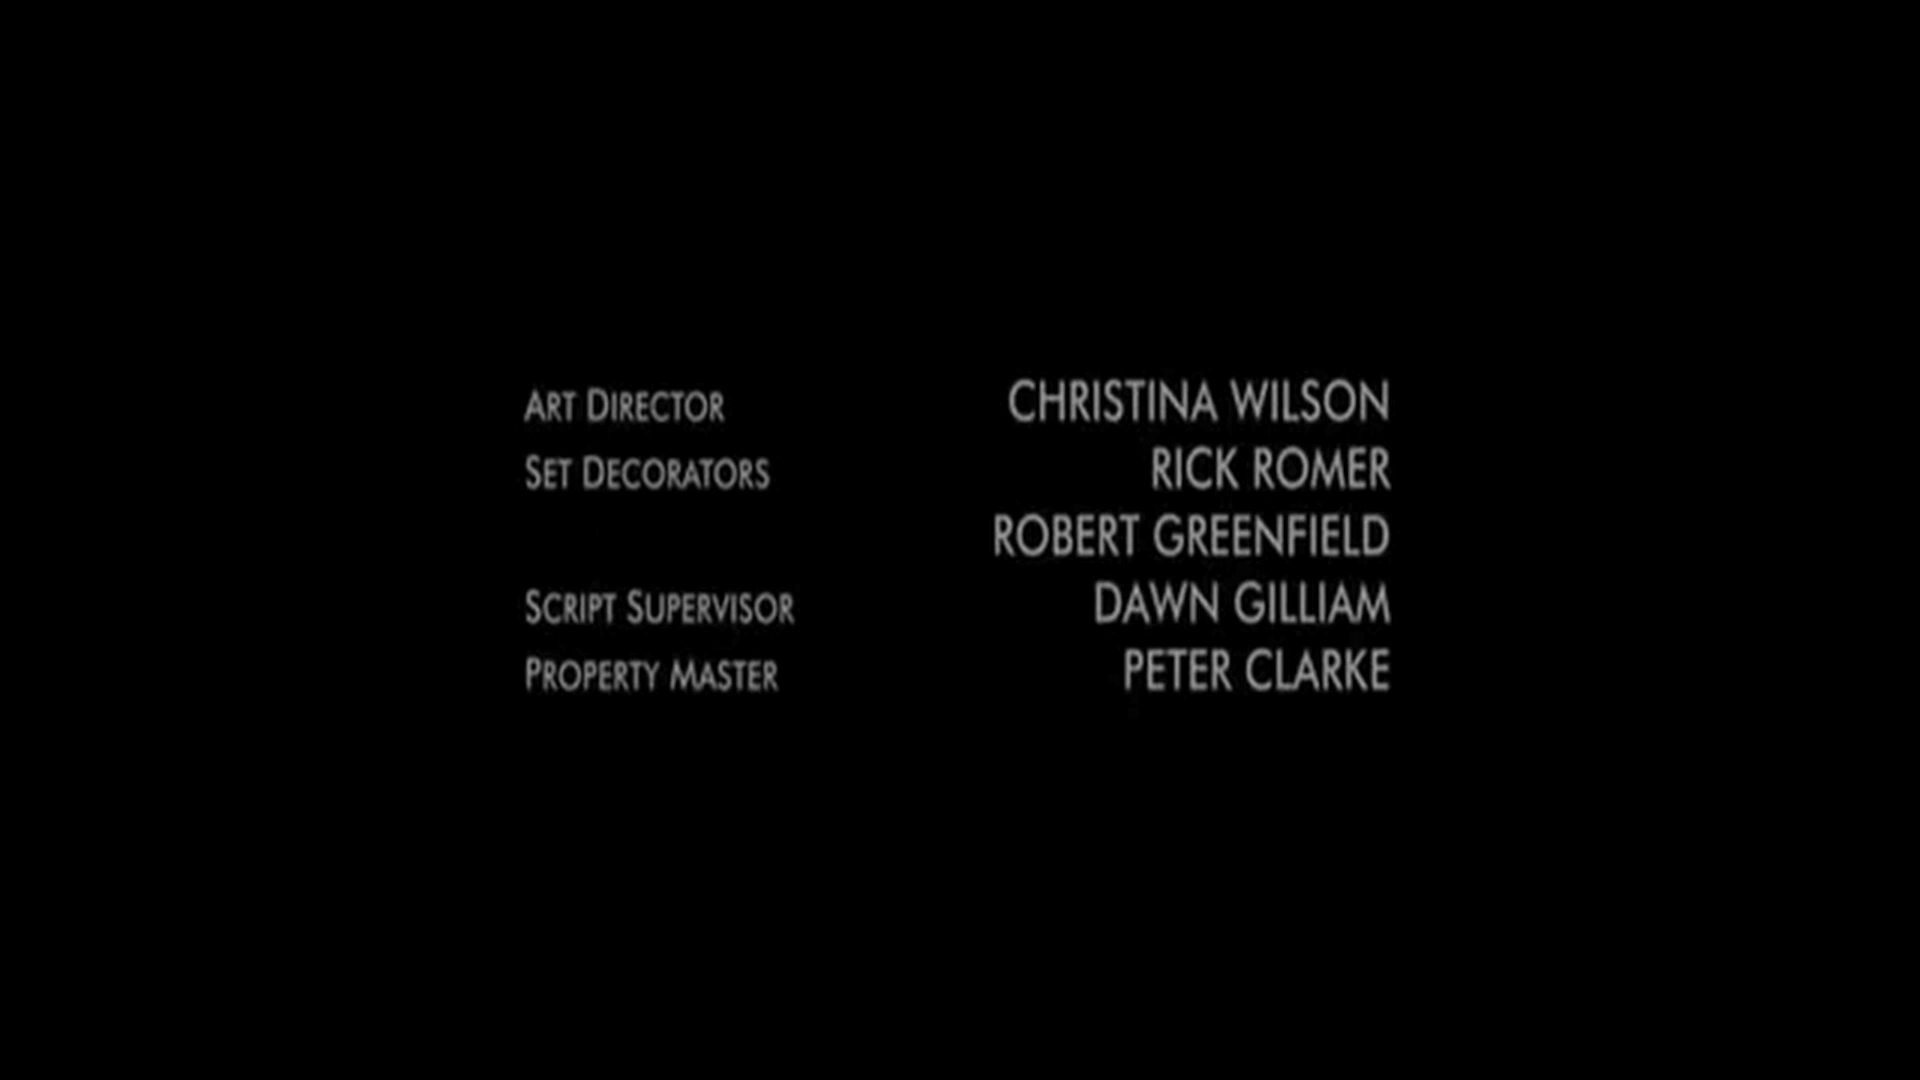 Art Director CHRISTINA WILSON
Set Decorators RICK ROMER
ROBERT GREENFIELD
Script Supervisor DAWN GILLIAM
Property Master PETER CLARKE